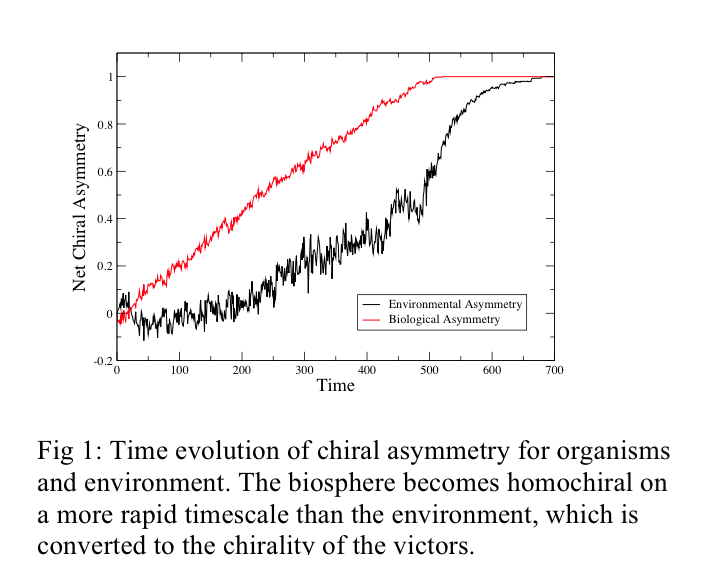 1
0.8
0.6
0.4
0.2
0
-0.2
Net Chiral Asymmetry
Environmental Asymmetry
Biological Asymmetry
0 100 200 300 400 500 600 700
Time
Fig 1: Time evolution of chiral asymmetry for organisms
and environment. The biosphere becomes homochiral on
a more rapid timescale than the environment, which is
converted to the chirality of the victors.